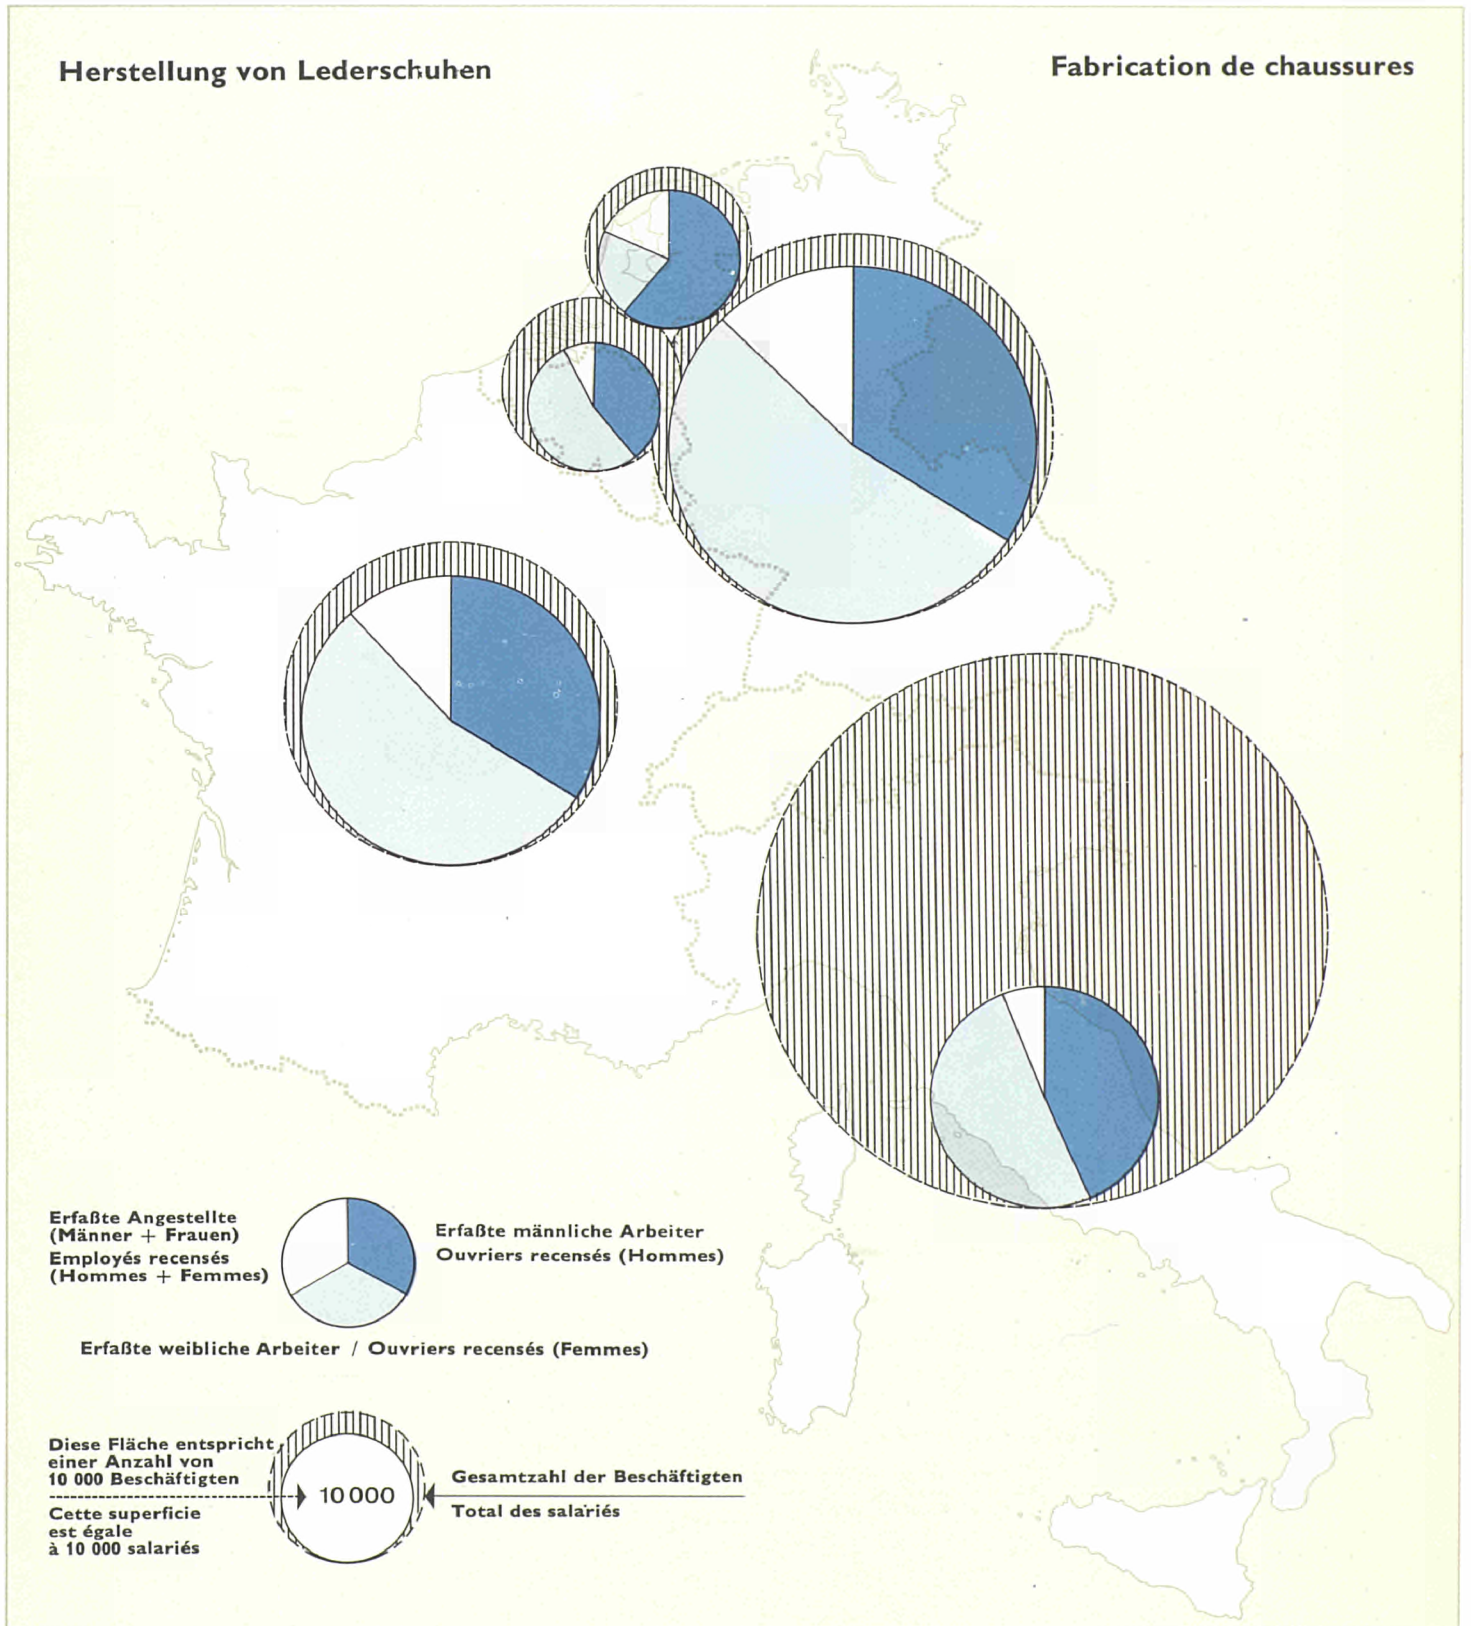 Herstellung von Lederschuhen
Fabrication de chaussures
Erfaßte Angestellte
(Männer + Frauen)
Employés recensés
(Hommes + Femmes)
Erfaßte männliche Arbeiter
Ouvriers recensés (Hommes)
Erfaßte weibliche Arbeiter / Ouvriers recensés (Femmes)
Diese Fläche entspricht
einer Anzahl von
10 000 Beschäftigten
Cette superficie
est égale
à 10 000 salariés
10 000
Gesamtzahl der Beschäftigten
Total des salariés